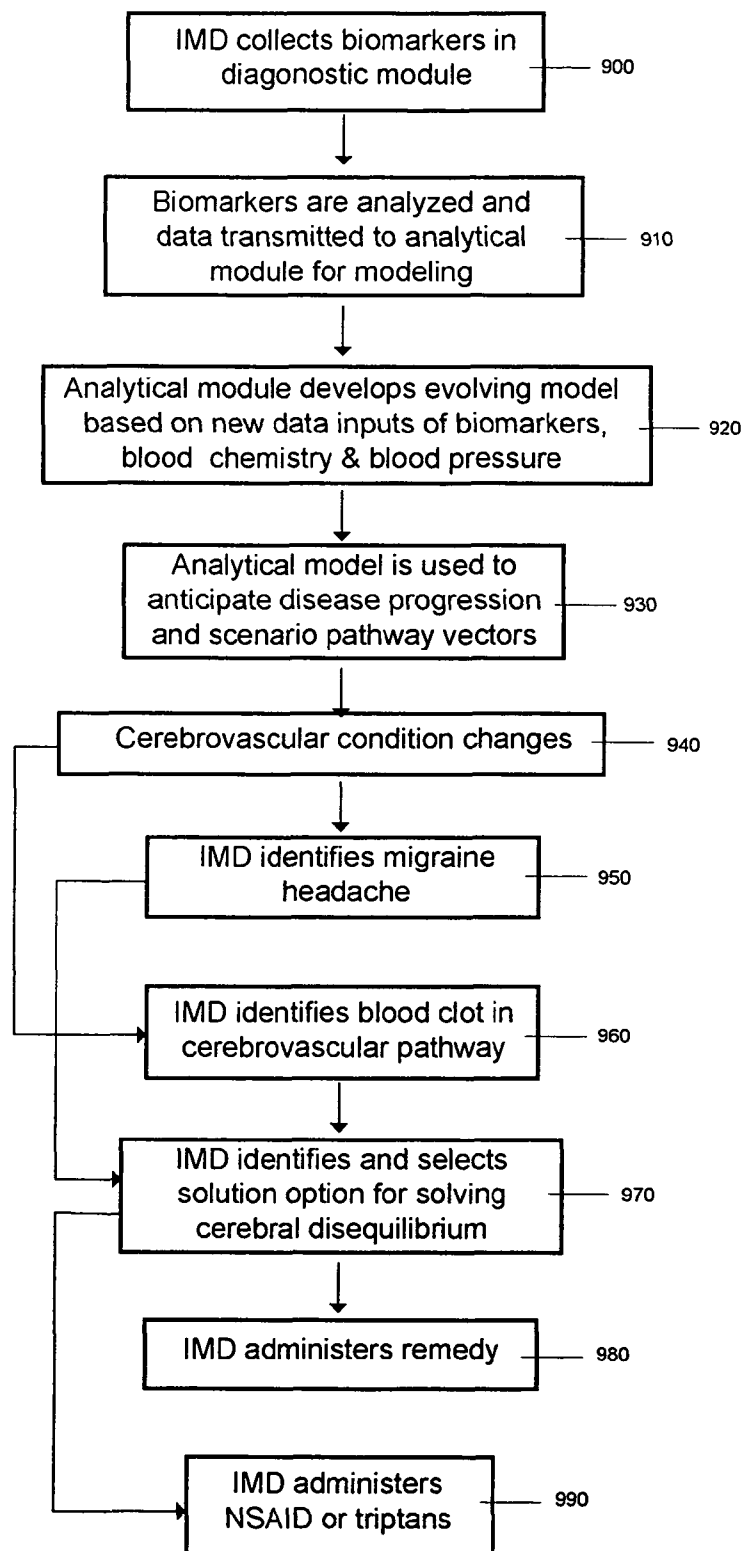 IMD collects biomarkers in
diagonostic module
900
Biomarkers are analyzed and
data transmitted to analytical
module for modeling
910
Analytical module develops evolving model
based on new data inputs of biomarkers,
blood chemistry & blood pressure
920
Analytical model is used to
anticipate disease progression
and scenario pathway vectors
930
Cerebrovascular condition changes
940
IMD identifies migraine
headache
950
IMD identifies blood clot in
cerebrovascular pathway
960
IMD identifies and selects
solution option for solving
cerebral disequilibrium
970
IMD administers remedy
980
IMD administers
NSAID or triptans
990